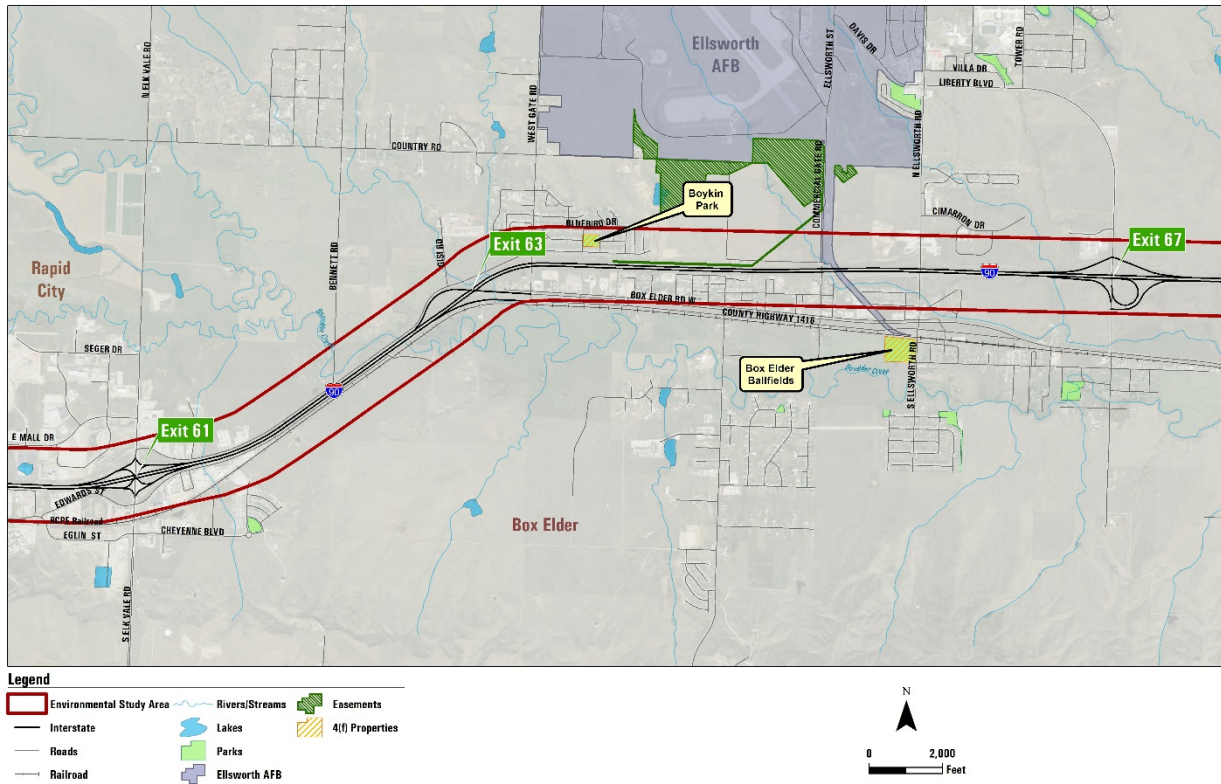 N ELK VALE RD
Ellsworth
AFB
ELLSWORTH ST
DAVIS DR
TOWER RD
VILLA DR
LIBERTY BLVD
WEST GATE RD
COUNTRY RD
COMMERCIAL GATE RD
N ELLSWORTH RD
Boykin
Park
BLUEBIRD DR
CIMARRON DR
Exit 63
Exit 67
GISI RD
BENNETT RD
Rapid
City
90
BOX ELDER RD W
COUNTY HIGHWAY 1416
SEGER DR
90
Box Elder
Ballfields
S ELLSWORTH RD
Exit 61
E MALL DR
EDWARDS ST
RCPE Railroad
EGLIN ST
CHEYENNE BLVD
Box Elder
S ELK VALE RD
Legend
Environmental Study Area
Rivers/Streams
Easements
Interstate
Lakes
4(f) Properties
Roads
Parks
Railroad
Ellsworth AFB
N
0 2,000
Feet